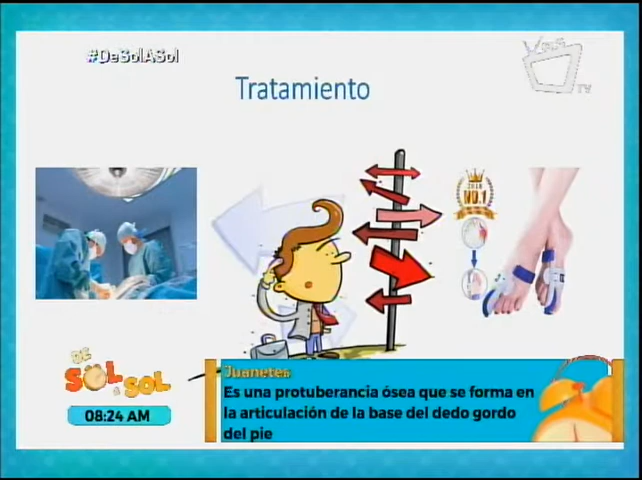 #DeSolASol
TV
Tratamiento
NO.1
DE
SOL
A SOL
08:24 AM
Juanetes:
Es una protuberancia ósea que se forma en
la articulación de la base del dedo gordo
del pie